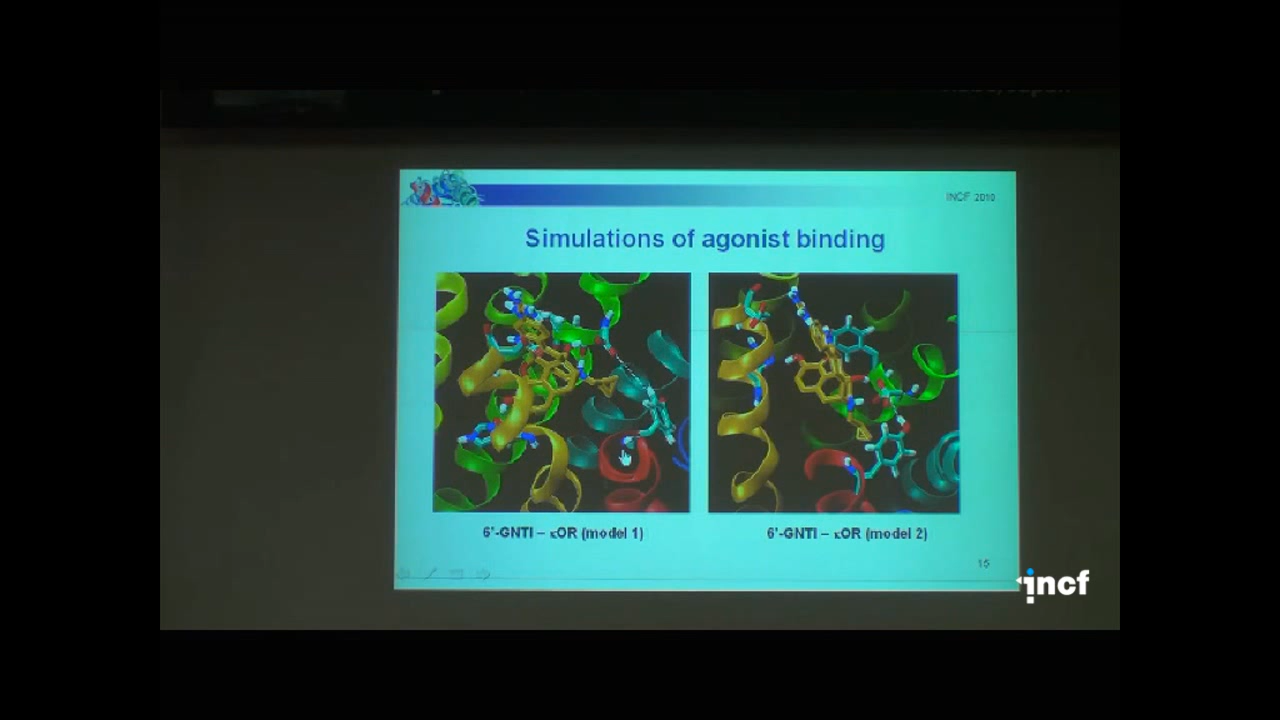 INCF 2010
Simulations of agonist binding
6'-GNTI – κOR (model 1)
6'-GNTI – κOR (model 2)
15
incf